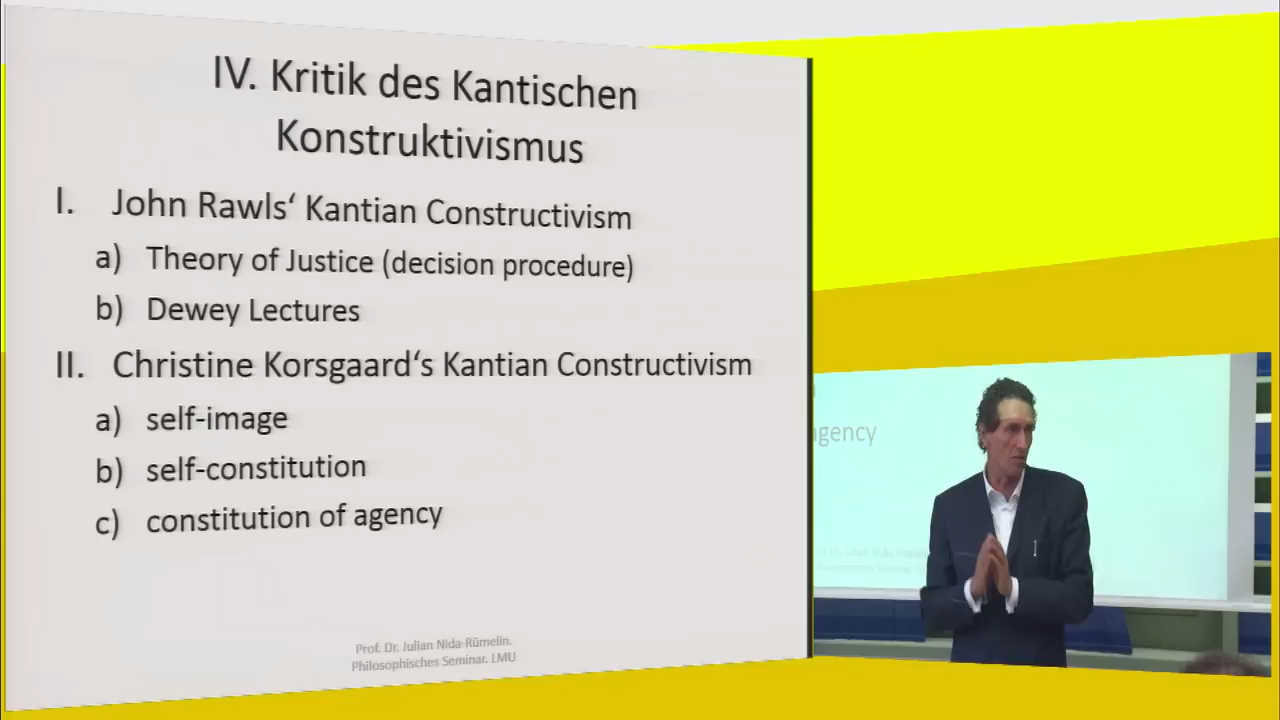 IV. Kritik des Kantischen
Konstruktivismus
I. John Rawls‘ Kantian Constructivism
a) Theory of Justice (decision procedure)
b) Dewey Lectures
II. Christine Korsgaard‘s Kantian Constructivism
a) self-image
b) self-constitution
c) constitution of agency
Prof. Dr. Julian Nida-Rümelin.
Philosophisches Seminar. LMU
agency